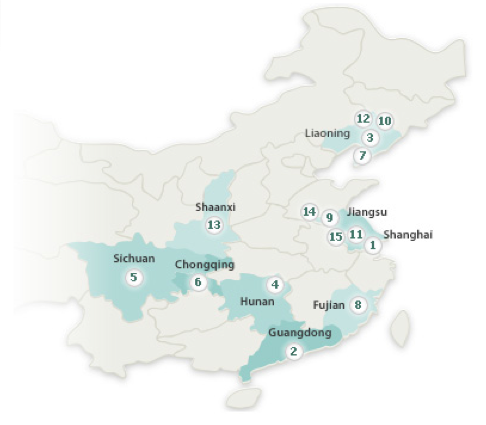 12
10
Liaoning
3
7
Shaanxi
14
9
Jiangsu
13
15
11
Shanghai
1
Sichuan
Chongqing
5
6
4
Hunan
Fujian
8
Guangdong
2